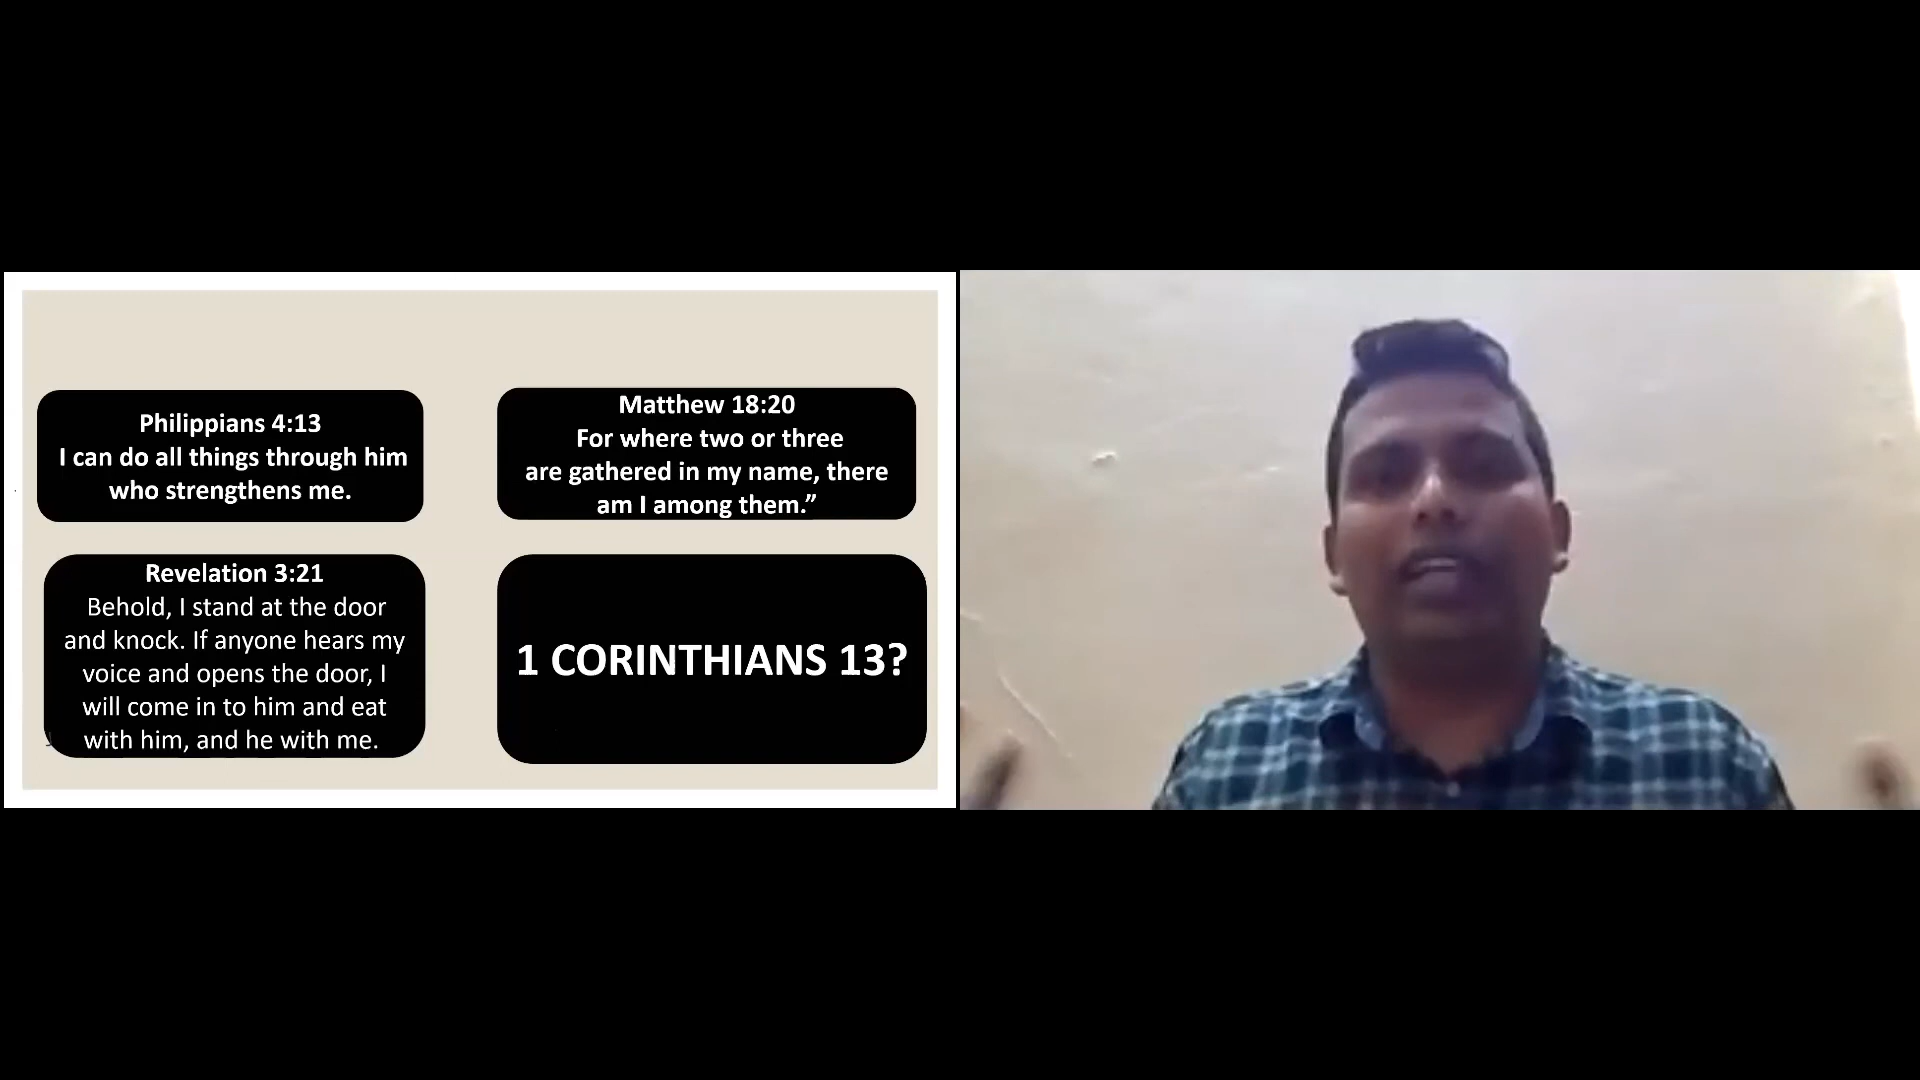 Philippians 4:13
I can do all things through him
who strengthens me.
Matthew 18:20
For where two or three
are gathered in my name, there
am I among them.”
Revelation 3:21
Behold, I stand at the door
and knock. If anyone hears my
voice and opens the door, I
will come in to him and eat
with him, and he with me.
1 CORINTHIANS 13?